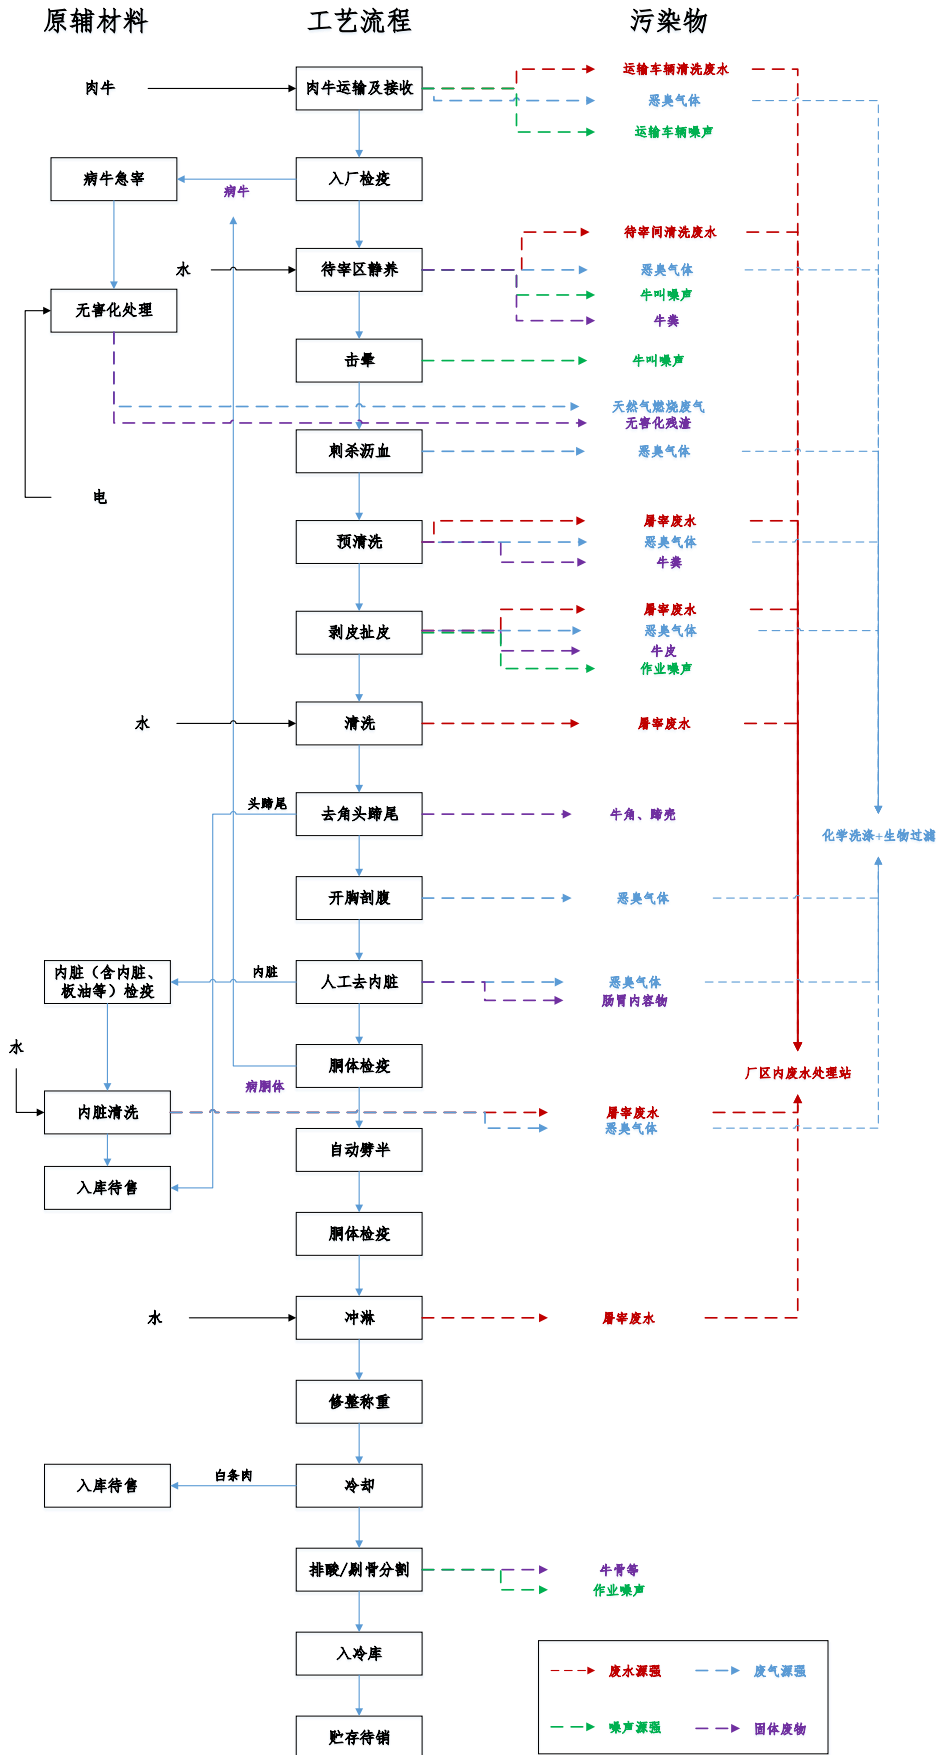 原辅材料 工艺流程 污染物
运输车辆清洗废水
肉牛 肉牛运输及接收 恶臭气体
运输车辆噪声
病牛急宰 病牛 入厂检疫
待宰间清洗废水
水 待宰区静养 恶臭气体
牛叫噪声
无害化处理 牛粪
击晕 牛叫噪声
天然气燃烧废气
无害化残渣
刺杀沥血 恶臭气体
电
屠宰废水
预清洗 恶臭气体
牛粪
屠宰废水
剥皮扯皮 恶臭气体
牛皮
作业噪声
水 清洗 屠宰废水
头蹄尾 去角头蹄尾 牛角、蹄壳
化学洗涤+生物过滤
开胸剖腹 恶臭气体
内脏（含内脏、
板油等）检疫
内脏 人工去内脏 恶臭气体
肠胃内容物
水 胴体检疫
病胴体 厂区内废水处理站
内脏清洗 屠宰废水
恶臭气体
自动劈半
入库待售
胴体检疫
水 冲淋 屠宰废水
修整称重
入库待售 白条肉 冷却
排酸/剔骨分割 牛骨等
作业噪声
入冷库
废水源强 废气源强
噪声源强 固体废物
贮存待销